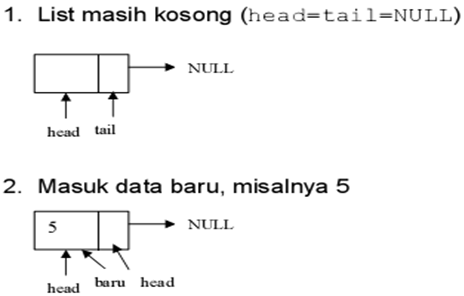 1. List masih kosong (head=tail=NULL)
NULL
head tail
2. Masuk data baru, misalnya 5
5 NULL
head baru head